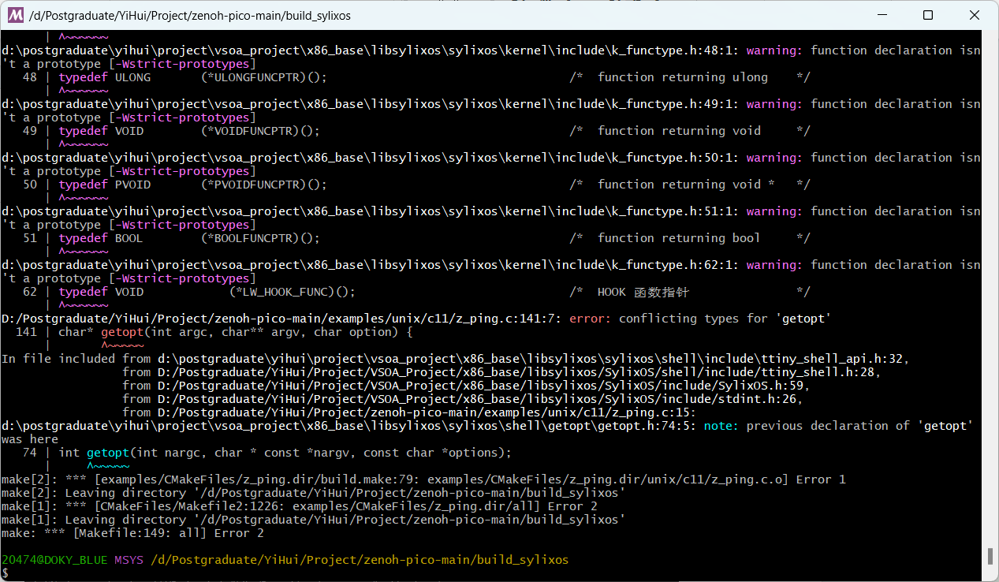 /d/Postgraduate/YiHui/Project/zenoh-pico-main/build_sylixos
| ^~~~~~~
d:\postgraduate\yihui\project\vsoa_project\x86_base\libsylixos\sylixos\kernel\include\k_functype.h:48:1: warning: function declaration isn
't a prototype [-Wstrict-prototypes]
48 | typedef ULONG       (*ULONGFUNCPTR)();                                  /*  function returning ulong    */
| ^~~~~~~
d:\postgraduate\yihui\project\vsoa_project\x86_base\libsylixos\sylixos\kernel\include\k_functype.h:49:1: warning: function declaration isn
't a prototype [-Wstrict-prototypes]
49 | typedef VOID        (*VOIDFUNCPTR)();                                   /*  function returning void     */
| ^~~~~~~
d:\postgraduate\yihui\project\vsoa_project\x86_base\libsylixos\sylixos\kernel\include\k_functype.h:50:1: warning: function declaration isn
't a prototype [-Wstrict-prototypes]
50 | typedef PVOID       (*PVOIDFUNCPTR)();                                  /*  function returning void *   */
| ^~~~~~~
d:\postgraduate\yihui\project\vsoa_project\x86_base\libsylixos\sylixos\kernel\include\k_functype.h:51:1: warning: function declaration isn
't a prototype [-Wstrict-prototypes]
51 | typedef BOOL        (*BOOLFUNCPTR)();                                   /*  function returning bool     */
| ^~~~~~~
d:\postgraduate\yihui\project\vsoa_project\x86_base\libsylixos\sylixos\kernel\include\k_functype.h:62:1: warning: function declaration isn
't a prototype [-Wstrict-prototypes]
62 | typedef VOID            (*LW_HOOK_FUNC)();                              /*  HOOK 函数指针               */
| ^~~~~~~
D:/Postgraduate/YiHui/Project/zenoh-pico-main/examples/unix/c11/z_ping.c:141:7: error: conflicting types for 'getopt'
141 | char* getopt(int argc, char** argv, char option) {
|       ^~~~~~
In file included from d:\postgraduate\yihui\project\vsoa_project\x86_base\libsylixos\sylixos\shell\include\ttiny_shell_api.h:32,
from D:/Postgraduate/YiHui/Project/VSOA_Project/x86_base/libsylixos/SylixOS/shell/include/ttiny_shell.h:28,
from D:/Postgraduate/YiHui/Project/VSOA_Project/x86_base/libsylixos/SylixOS/include/SylixOS.h:59,
from D:/Postgraduate/YiHui/Project/VSOA_Project/x86_base/libsylixos/SylixOS/include/stdint.h:26,
from D:/Postgraduate/YiHui/Project/zenoh-pico-main/examples/unix/c11/z_ping.c:15:
d:\postgraduate\yihui\project\vsoa_project\x86_base\libsylixos\sylixos\shell\getopt\getopt.h:74:5: note: previous declaration of 'getopt'
was here
74 | int getopt(int nargc, char * const *nargv, const char *options);
|     ^~~~~~
make[2]: *** [examples/CMakeFiles/z_ping.dir/build.make:79: examples/CMakeFiles/z_ping.dir/unix/c11/z_ping.c.o] Error 1
make[2]: Leaving directory '/d/Postgraduate/YiHui/Project/zenoh-pico-main/build_sylixos'
make[1]: *** [CMakeFiles/Makefile2:1226: examples/CMakeFiles/z_ping.dir/all] Error 2
make[1]: Leaving directory '/d/Postgraduate/YiHui/Project/zenoh-pico-main/build_sylixos'
make: *** [Makefile:149: all] Error 2
20474@DOKY_BLUE MSYS /d/Postgraduate/YiHui/Project/zenoh-pico-main/build_sylixos
$